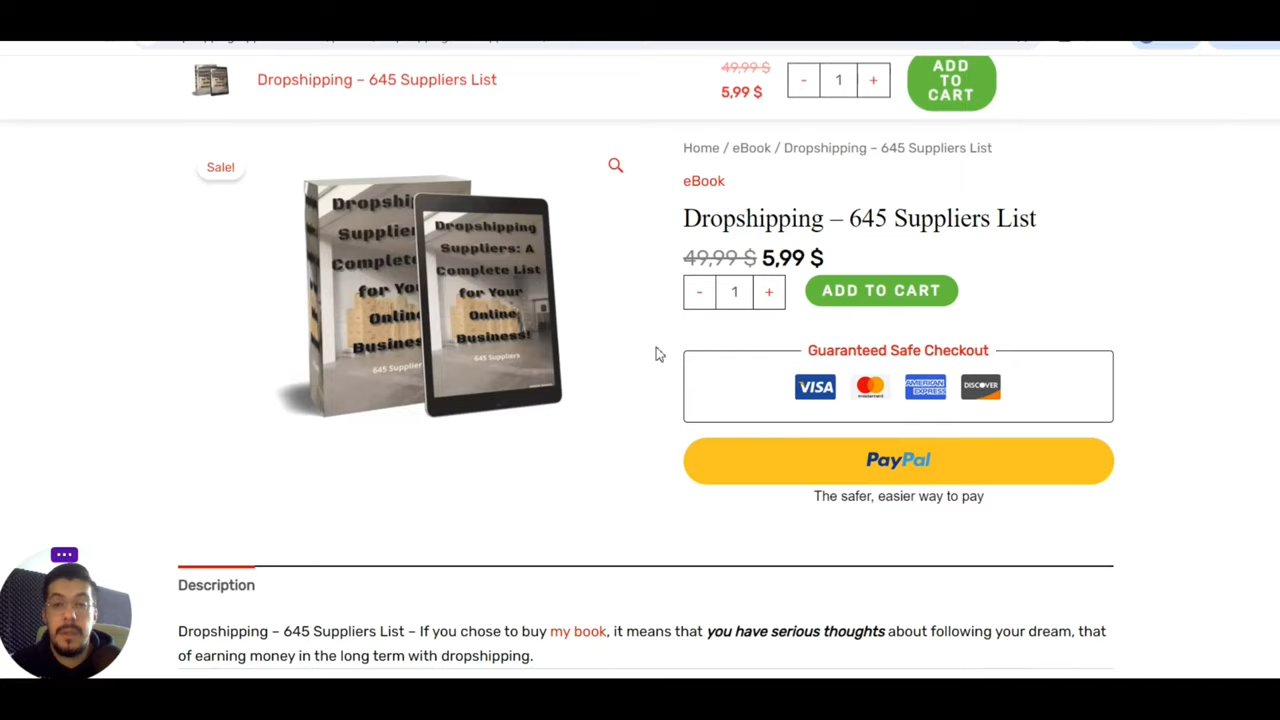 Dropshipping – 645 Suppliers List
49,99 $
5,99 $
- 1 +
ADD
TO
CART
Sale!
Dropshipping
Suppliers: A
Complete List
for Your
Online
Business!
645 Suppliers
Home / eBook / Dropshipping – 645 Suppliers List
eBook
Dropshipping – 645 Suppliers List
49,99 $ 5,99 $
- 1 +
ADD TO CART
Guaranteed Safe Checkout
VISA
mastercard
AMERICAN
EXPRESS
DISCOVER
PayPal
The safer, easier way to pay
Description
Dropshipping – 645 Suppliers List – If you chose to buy my book, it means that you have serious thoughts about following your dream, that
of earning money in the long term with dropshipping.